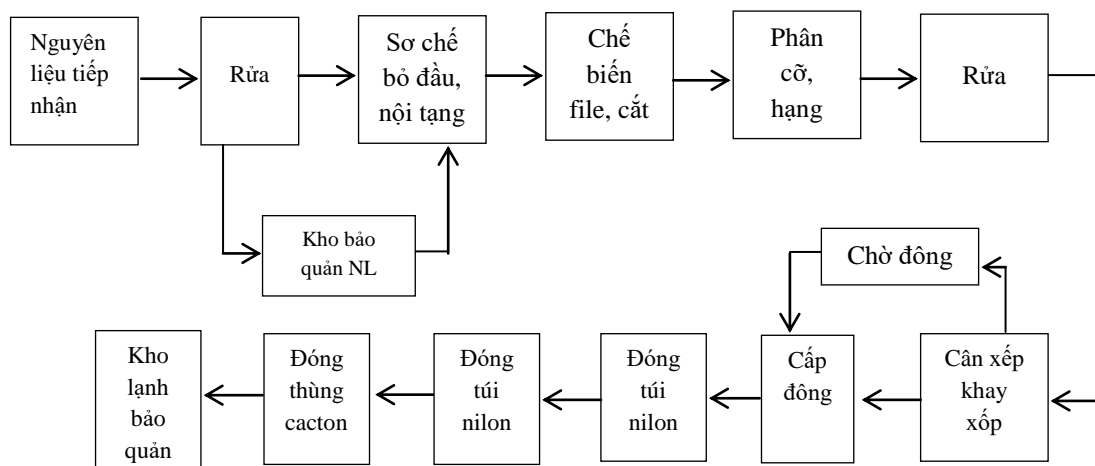 Nguyên
liệu tiếp
nhận
Rửa
Sơ chế
bỏ đầu,
nội tạng
Chế
biến
file, cắt
Phân
cỡ,
hạng
Rửa
Kho bảo
quản NL
Chờ đông
Kho
lạnh
bảo
quản
Đóng
thùng
cacton
Đóng
túi
nilon
Đóng
túi
nilon
Cấp
đông
Cân xếp
khay
xốp